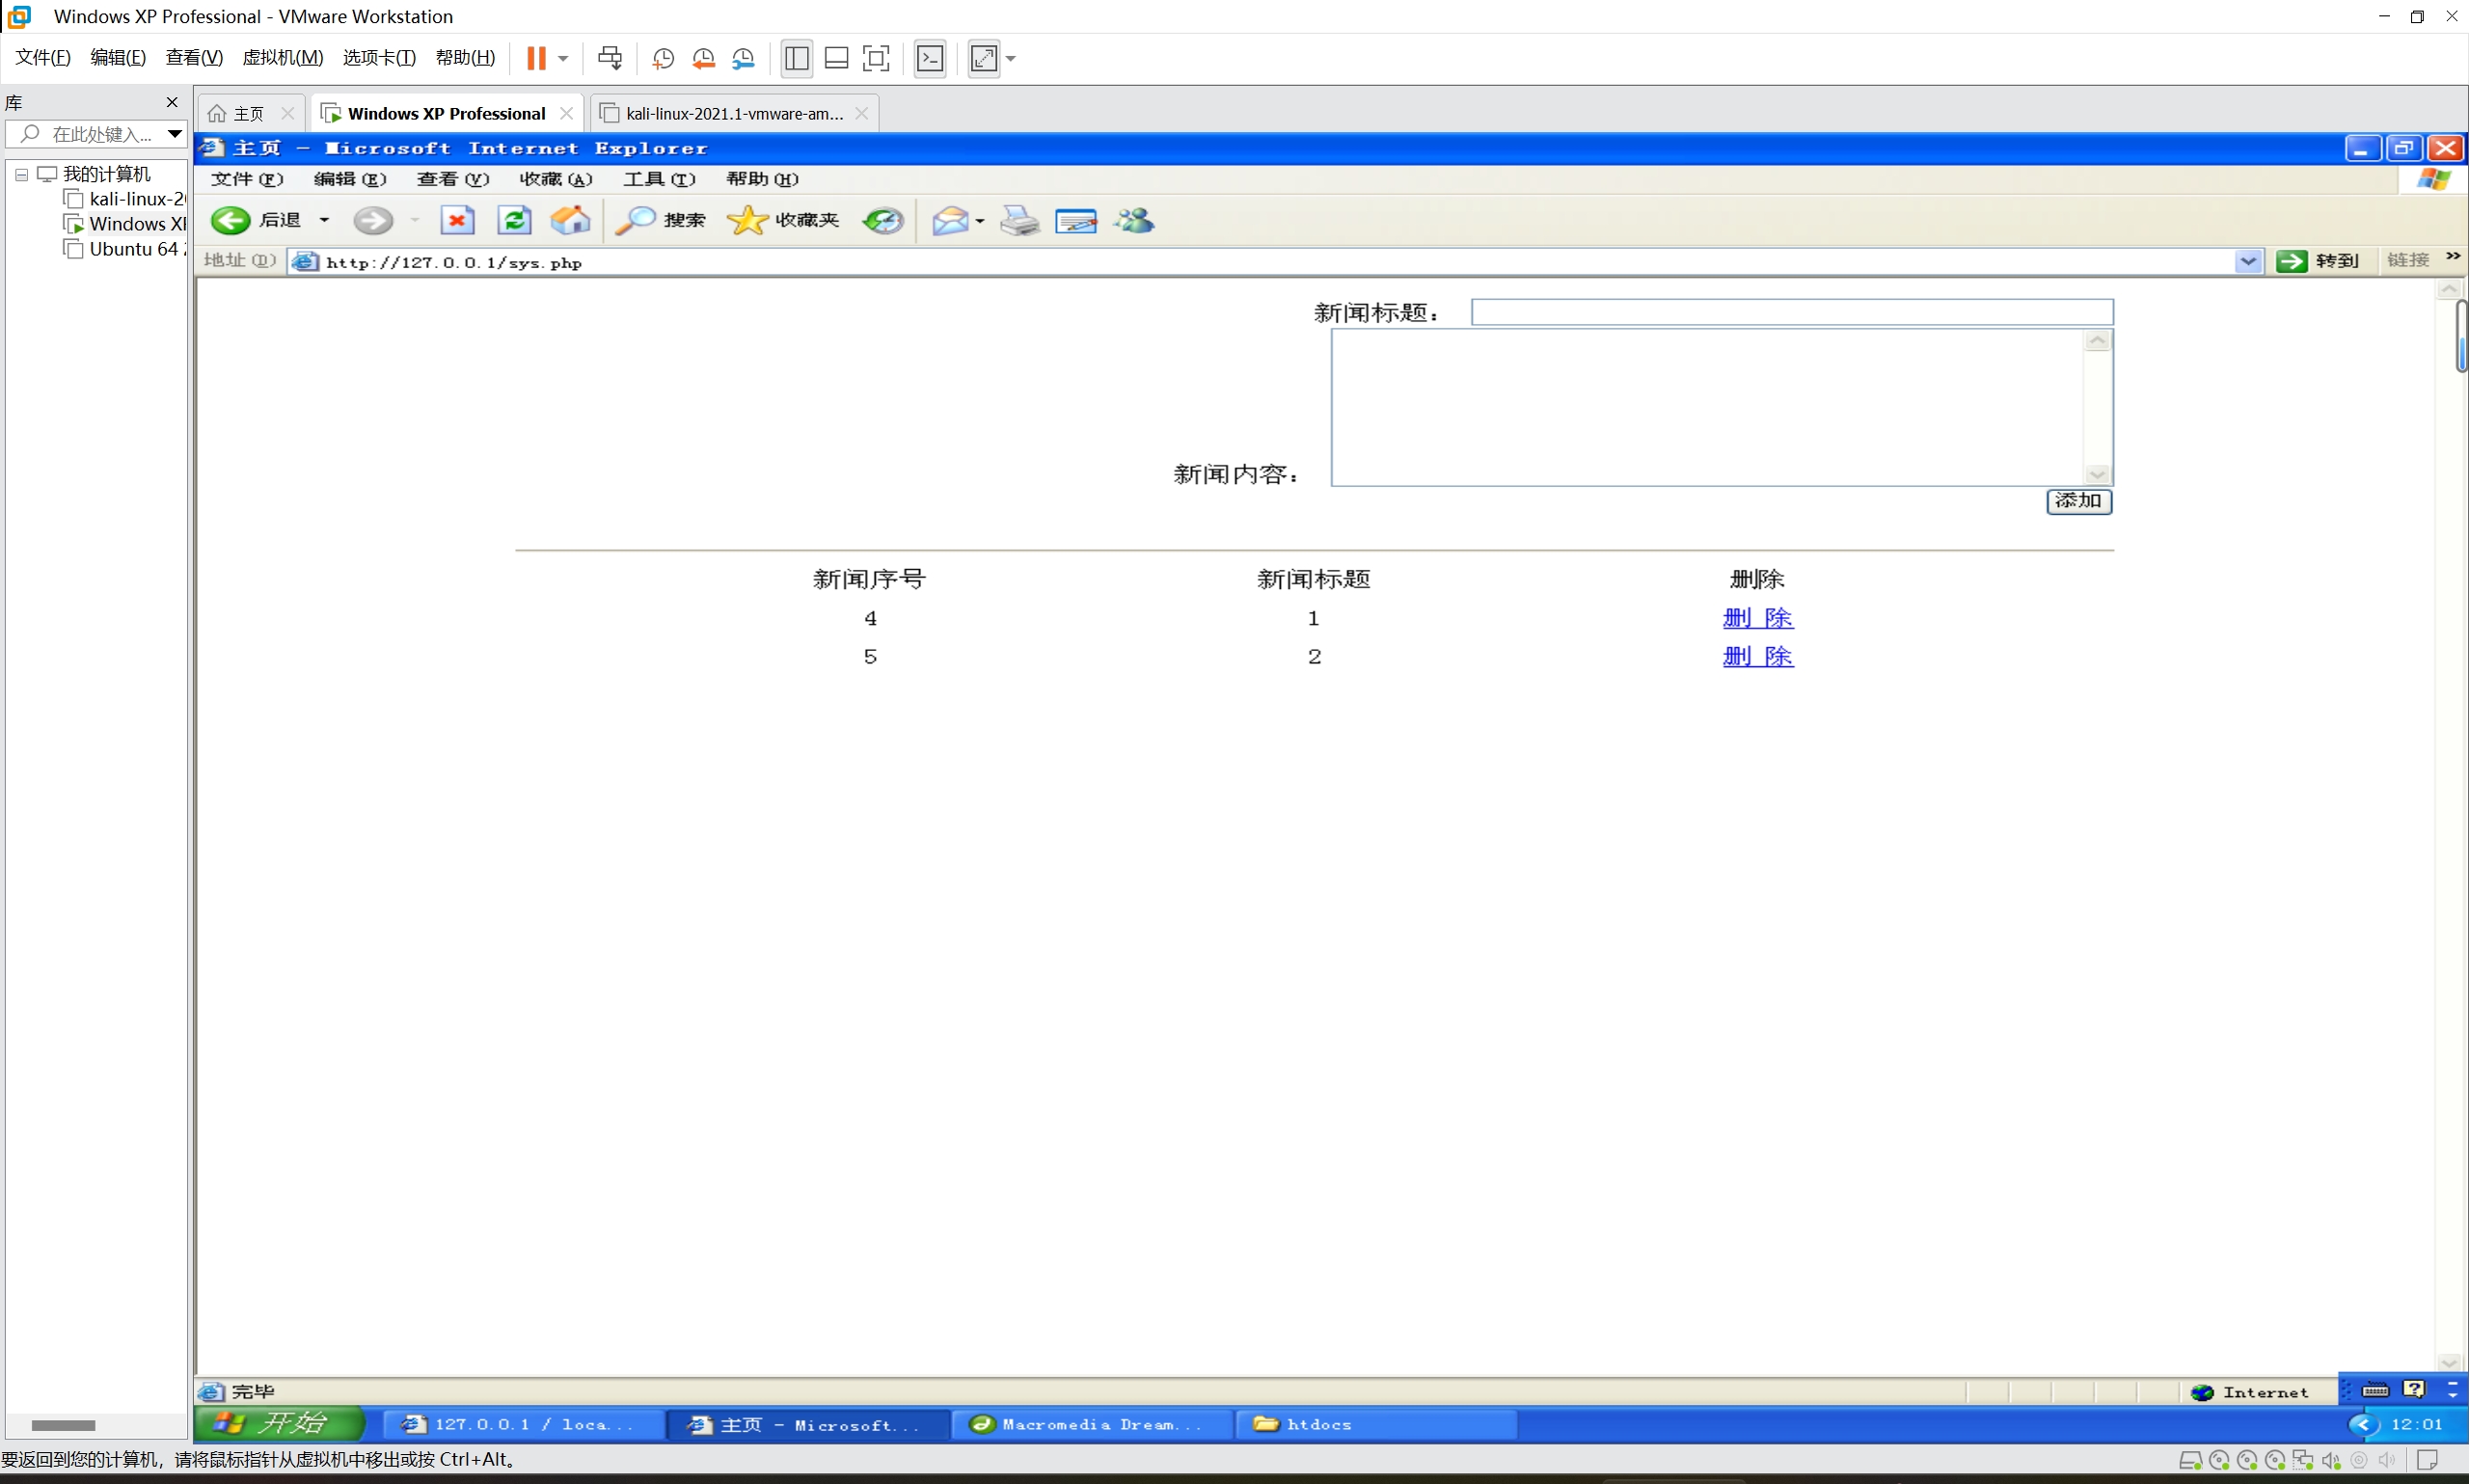 Windows XP Professional - VMware Workstation
文件(F) 编辑(E) 查看(V) 虚拟机(M) 选项卡(T) 帮助(H)
库
在此处键入...
我的计算机
kali-linux-2
Windows XP
Ubuntu 64
主页 Windows XP Professional kali-linux-2021.1-vmware-am...
主页 - Microsoft Internet Explorer
文件(F) 编辑(E) 查看(V) 收藏(A) 工具(T) 帮助(H)
后退 搜索 收藏夹
地址(D) http://127.0.0.1/sys.php 转到 链接 »
新闻标题：
新闻内容：
添加
新闻序号 新闻标题 删除
4 1 删 除
5 2 删 除
完毕 Internet
开始 127.0.0.1 / loca... 主页 - Microsoft... Macromedia Dream... htdocs 12:01
要返回到您的计算机，请将鼠标指针从虚拟机中移出或按 Ctrl+Alt。